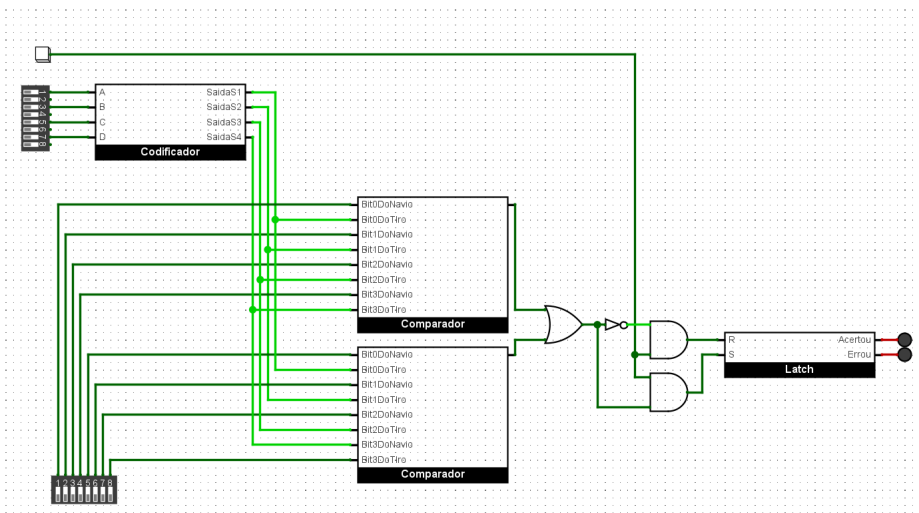 A SaidaS1
B SaidaS2
C SaidaS3
D SaidaS4
Codificador
Bit0DoNavio
Bit0DoTiro
Bit1DoNavio
Bit1DoTiro
Bit2DoNavio
Bit2DoTiro
Bit3DoNavio
Bit3DoTiro
Comparador
Bit0DoNavio
Bit0DoTiro
Bit1DoNavio
Bit1DoTiro
Bit2DoNavio
Bit2DoTiro
Bit3DoNavio
Bit3DoTiro
Comparador
R Acertou
S Errou
Latch
1 2 3 4 5 6 7 8